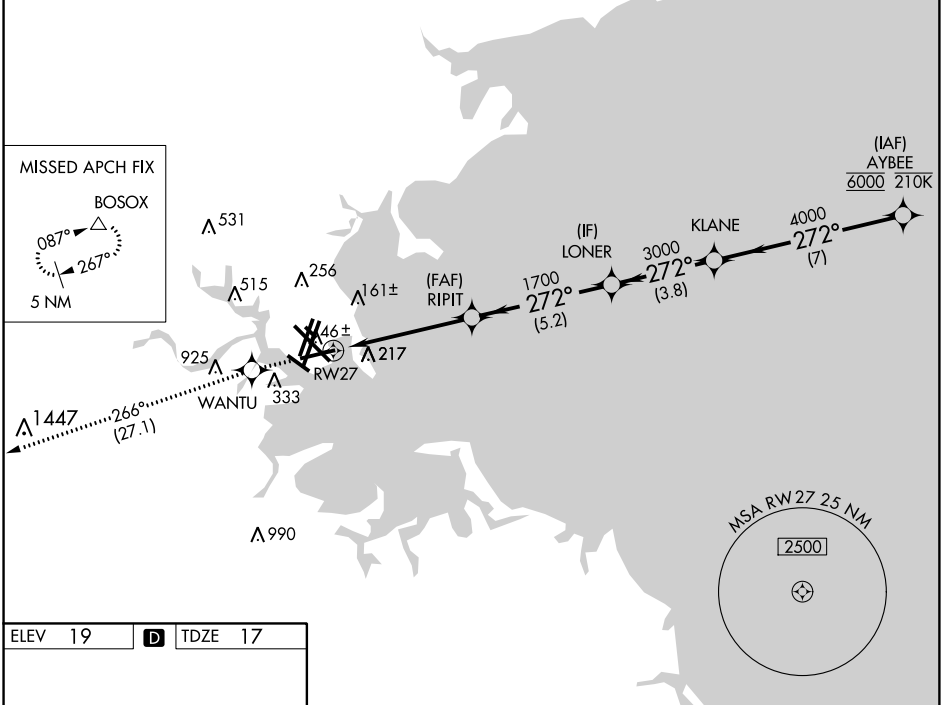 MISSED APCH FIX
BOSOX
087°
267°
5 NM
531
515
256
161±
46±
217
925
333
1447
990
RW27
WANTU
266°
(27.1)
(FAF)
RIPIT
1700
272°
(5.2)
(IF)
LONER
3000
272°
(3.8)
KLANE
4000
272°
(7)
(IAF)
AYBEE
6000 210K
MSA RW27 25 NM
2500
ELEV 19 D TDZE 17